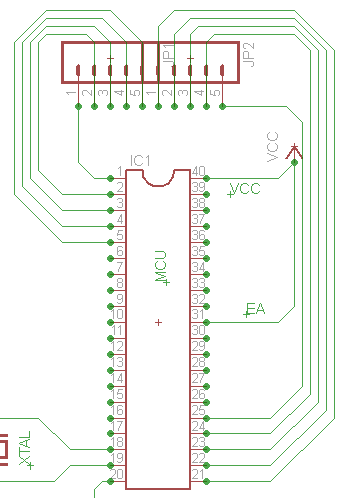 JP1
JP2
1 2 3 4 5 1 2 3 4 5
IC1
VCC
VCC
MCU
EA
XTAL
1 40
2 39
3 38
4 37
5 36
6 35
7 34
8 33
9 32
10 31
11 30
12 29
13 28
14 27
15 26
16 25
17 24
18 23
19 22
20 21